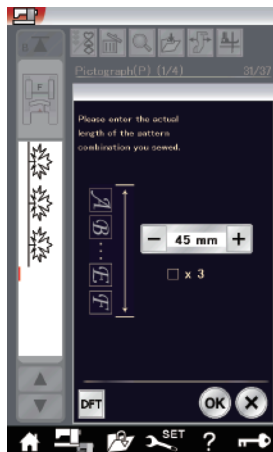 B
Pictograph(P) (1/4) 31/37
F
Please enter the actual
length of the pattern
combination you sewed.
A
B
E
F
− 45 mm +
x 3
DFT
OK
SET
?